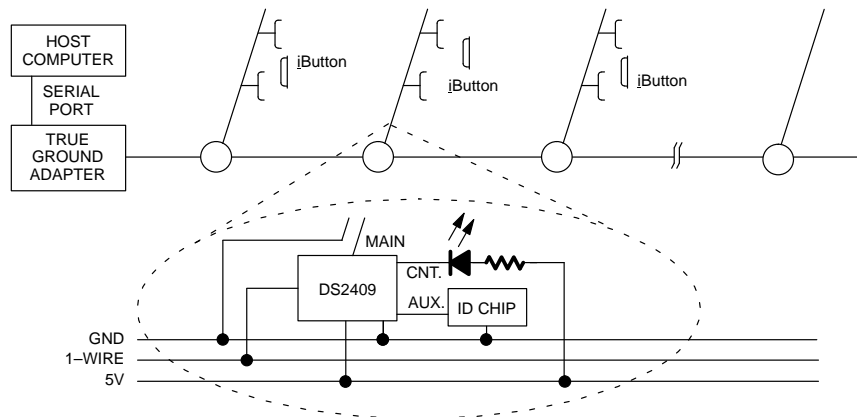 HOST
COMPUTER
SERIAL
PORT
TRUE
GROUND
ADAPTER
iButton
iButton
iButton
MAIN
CNT.
DS2409
AUX.
ID CHIP
GND
1–WIRE
5V